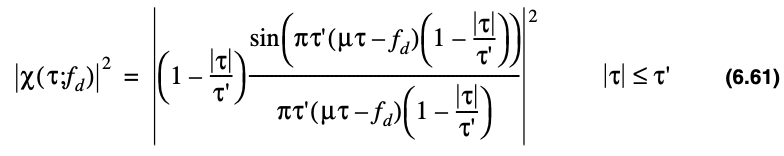 |χ(τ;f_d)|² = |(1 − |τ|/τ') sin(πτ'(μτ − f_d)(1 − |τ|/τ')) / πτ'(μτ − f_d)(1 − |τ|/τ')|² |τ| ≤ τ' (6.61)